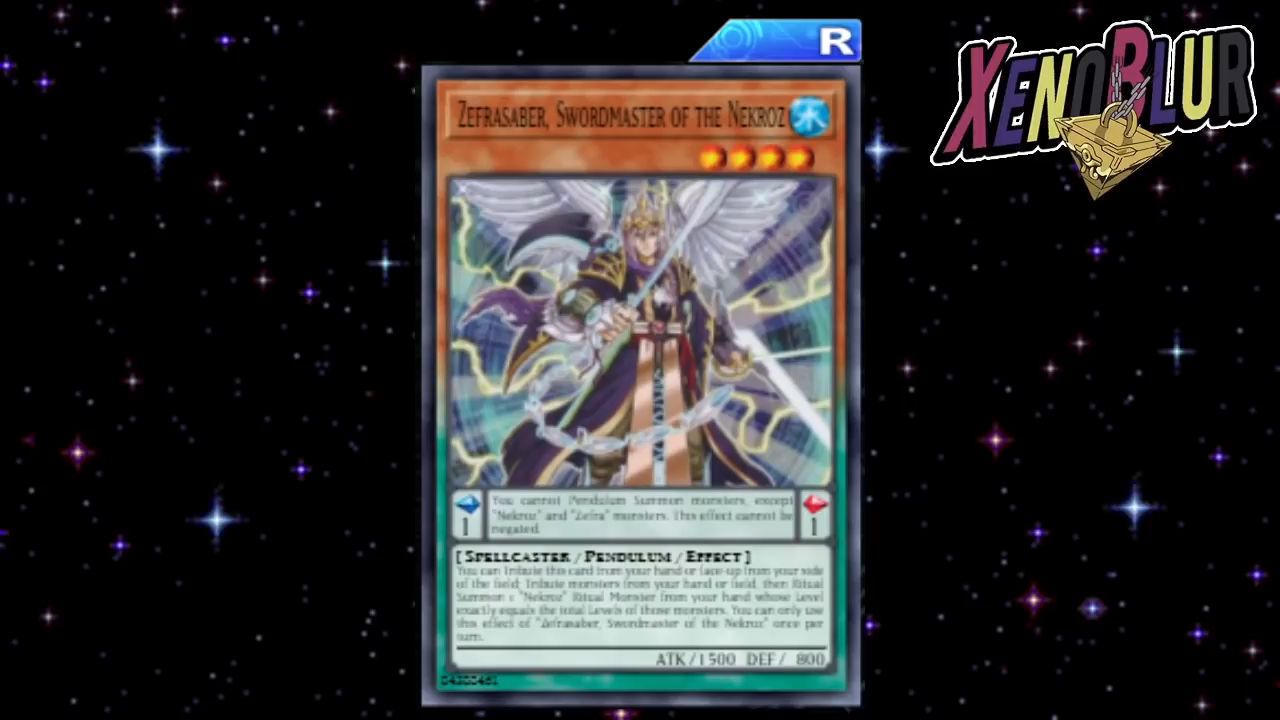 R
XENOBLUR
ZEFRASABER, SWORDMASTER OF THE NEKROZ
You cannot Pendulum Summon monsters, except
"Nekroz" and "Zefra" monsters. This effect cannot be
negated.
1
1
[ SPELLCASTER / PENDULUM / EFFECT ]
You can Tribute this card from your hand or face-up from your side
of the field; Tribute monsters from your hand or field, then Ritual
Summon 1 "Nekroz" Ritual Monster from your hand whose Level
exactly equals the total Levels of those monsters. You can only use
this effect of "Zefrasaber, Swordmaster of the Nekroz" once per
turn.
ATK / 1500 DEF / 800